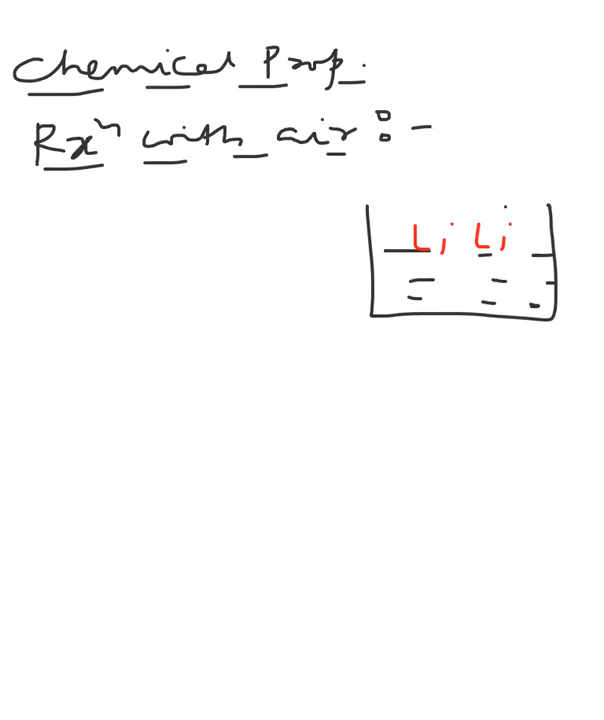 Chemical Prop.
Rxⁿ with air :-
Li Li